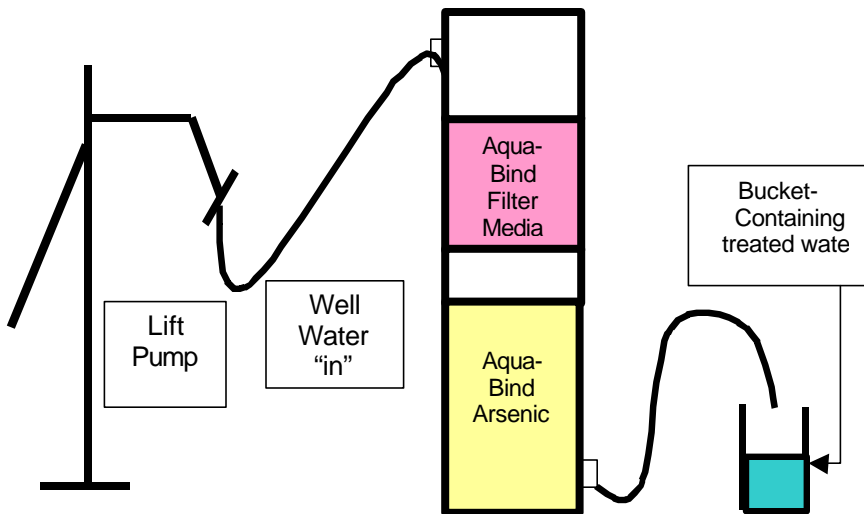 Lift
Pump
Well
Water
“in”
Aqua-
Bind
Filter
Media
Aqua-
Bind
Arsenic
Bucket-
Containing
treated wate